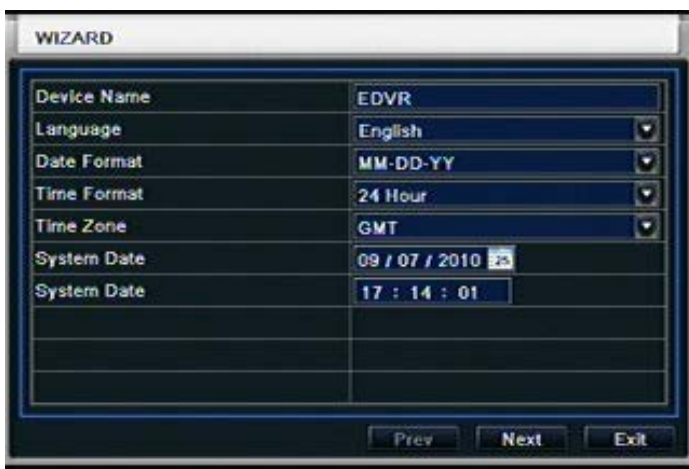 WIZARD
Device Name EDVR
Language English
Date Format MM-DD-YY
Time Format 24 Hour
Time Zone GMT
System Date 09 / 07 / 2010 25
System Date 17 : 14 : 01
Prev Next Exit